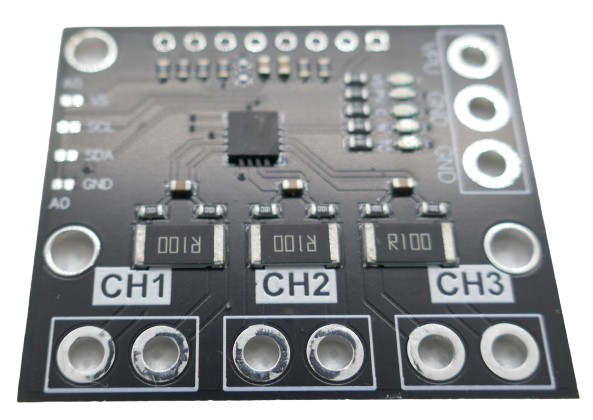 A0
VS
SCL
SDA
GND
A0
VPU
GND
GND
R100
R100
R100
CH1
CH2
CH3